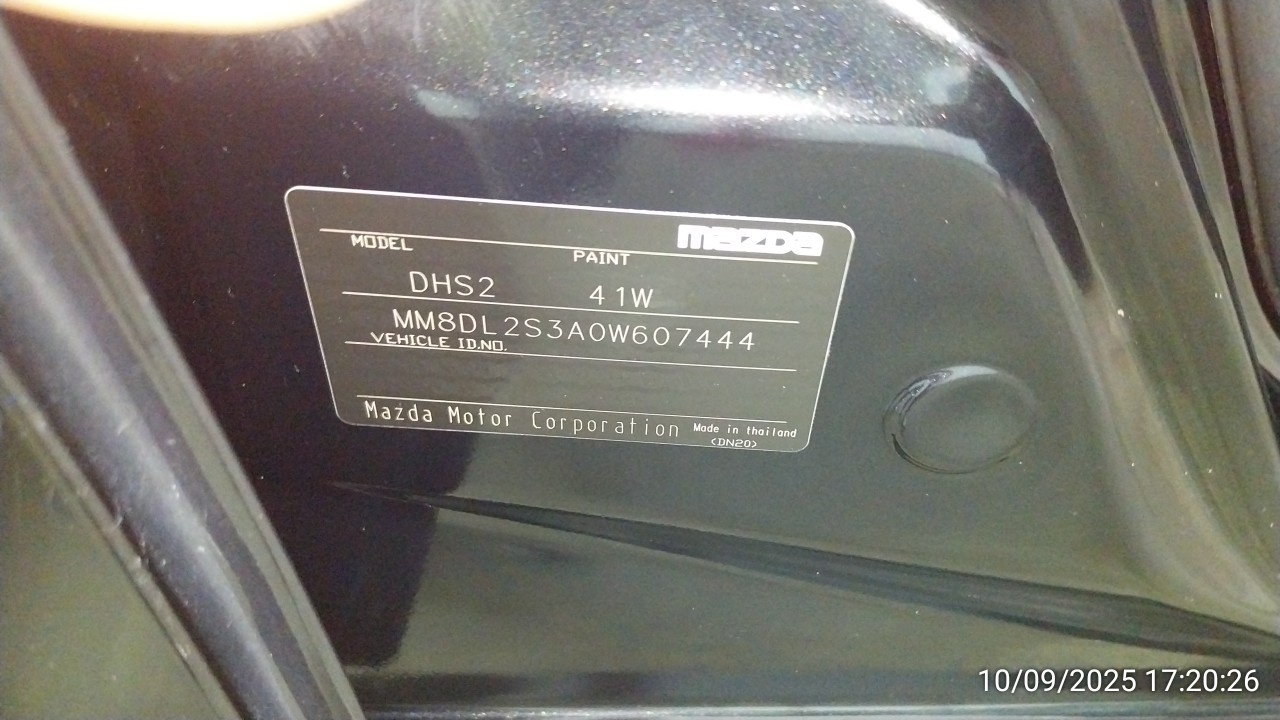 mazda
MODEL PAINT
DHS2 41W
MM8DL2S3A0W607444
VEHICLE ID.NO.
Mazda Motor Corporation Made in thailand
(DN20)
10/09/2025 17:20:26